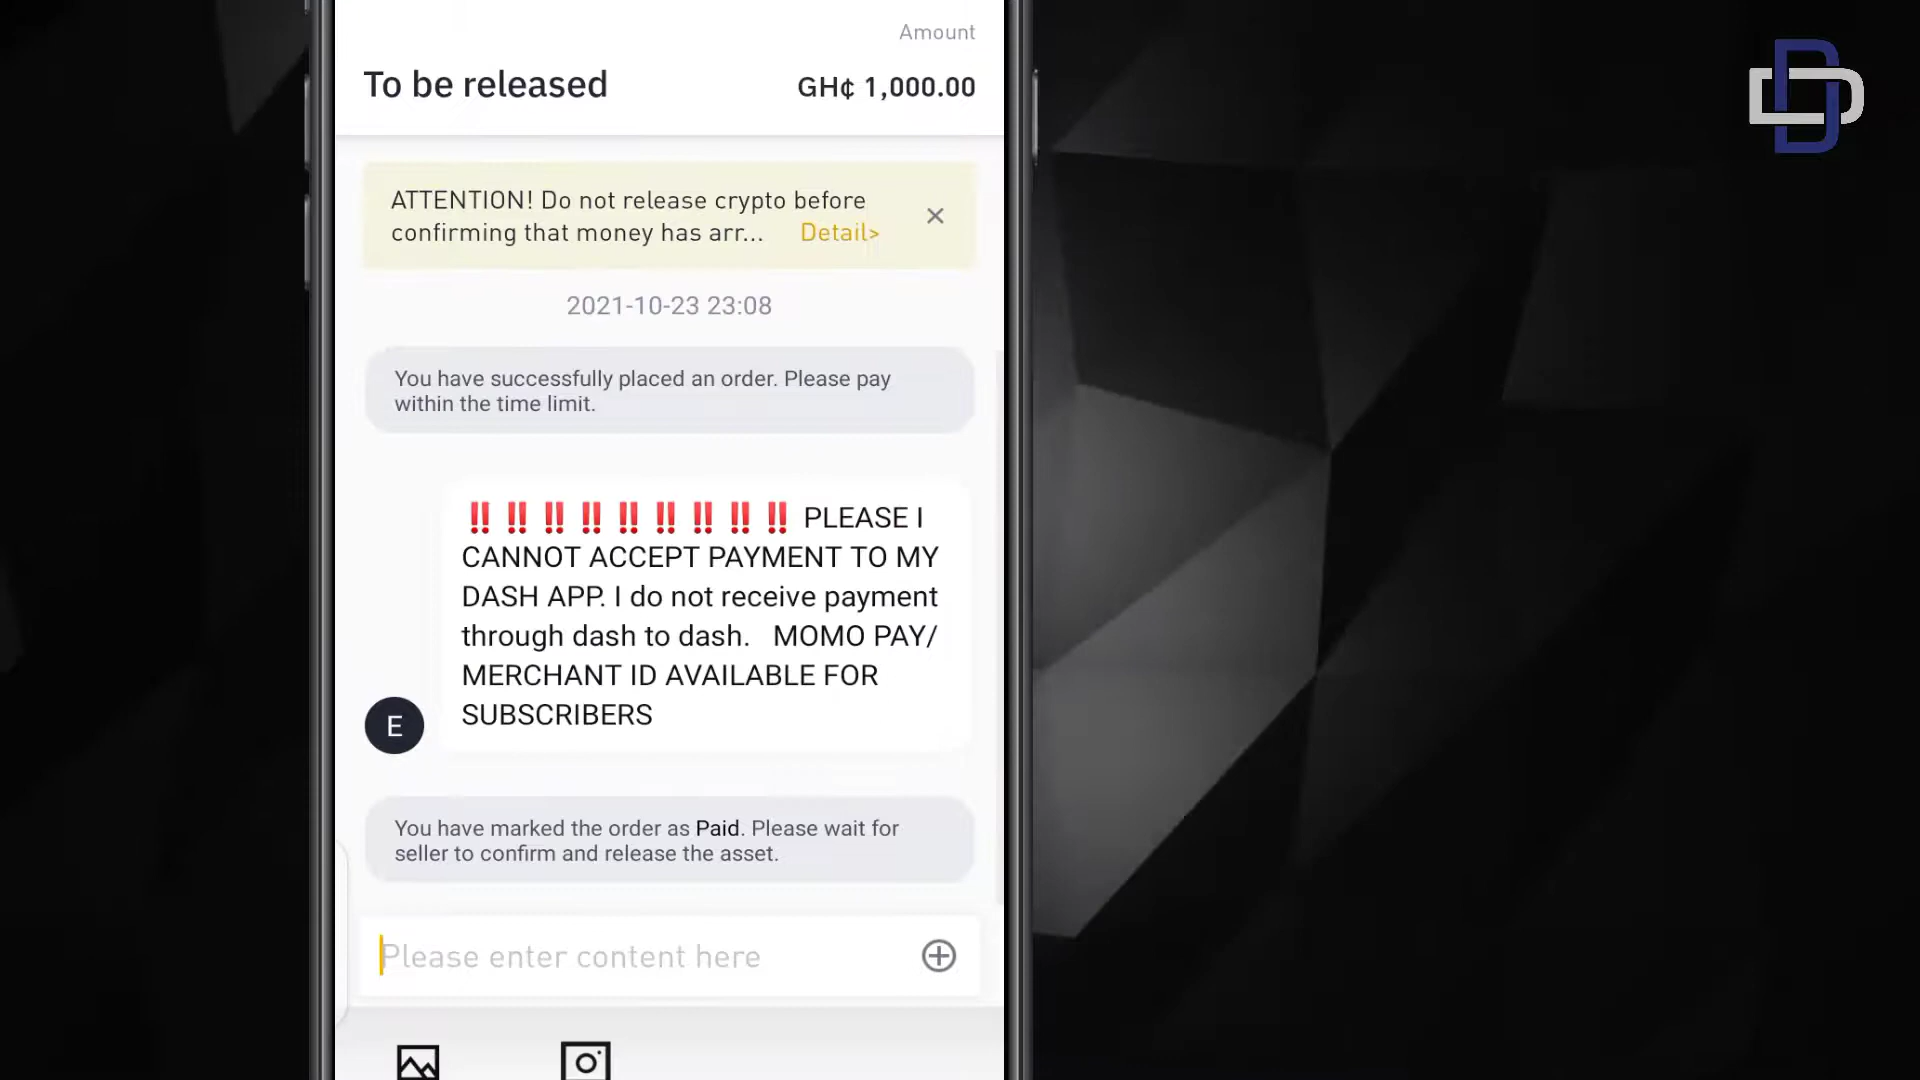 Amount
To be released GH¢ 1,000.00
ATTENTION! Do not release crypto before
confirming that money has arr... Detail>
2021-10-23 23:08
You have successfully placed an order. Please pay
within the time limit.
‼‼‼‼‼‼‼‼‼ PLEASE I
CANNOT ACCEPT PAYMENT TO MY
DASH APP. I do not receive payment
through dash to dash. MOMO PAY/
MERCHANT ID AVAILABLE FOR
SUBSCRIBERS
E
You have marked the order as Paid. Please wait for
seller to confirm and release the asset.
Please enter content here